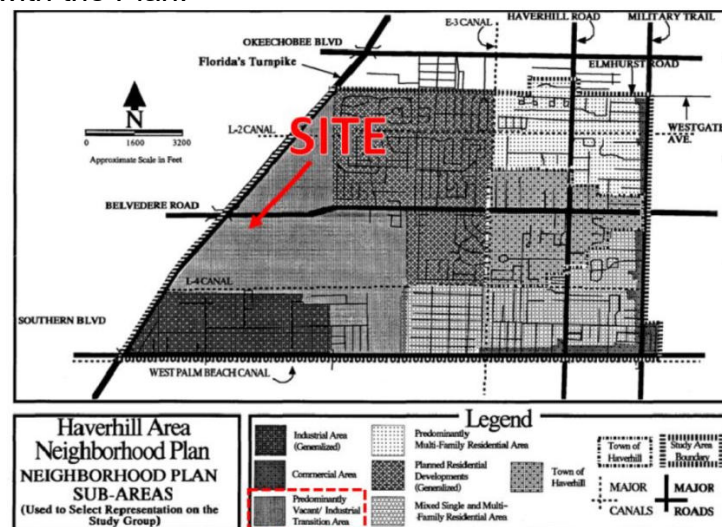 with the Plan.
E-3 CANAL
HAVERHILL ROAD
MILITARY TRAIL
OKEECHOBEE BLVD
Florida's Turnpike
ELMHURST ROAD
N
0 1600 3200
Approximate Scale in Feet
L-2 CANAL
SITE
WESTGATE
AVE.
BELVEDERE ROAD
L-4 CANAL
SOUTHERN BLVD
WEST PALM BEACH CANAL
Haverhill Area
Neighborhood Plan
NEIGHBORHOOD PLAN
SUB-AREAS
(Used to Select Representation on the
Study Group)
Legend
Industrial Area
(Generalized)
Commercial Area
Predominantly
Vacant/ Industrial
Transition Area
Predominantly
Multi-Family Residential Area
Planned Residential
Developments
(Generalized)
Mixed Single and Multi-
-Family Residential Area
Town of
Haverhill
Town of
Haverhill
Study Area
Boundary
MAJOR
CANALS
MAJOR
ROADS